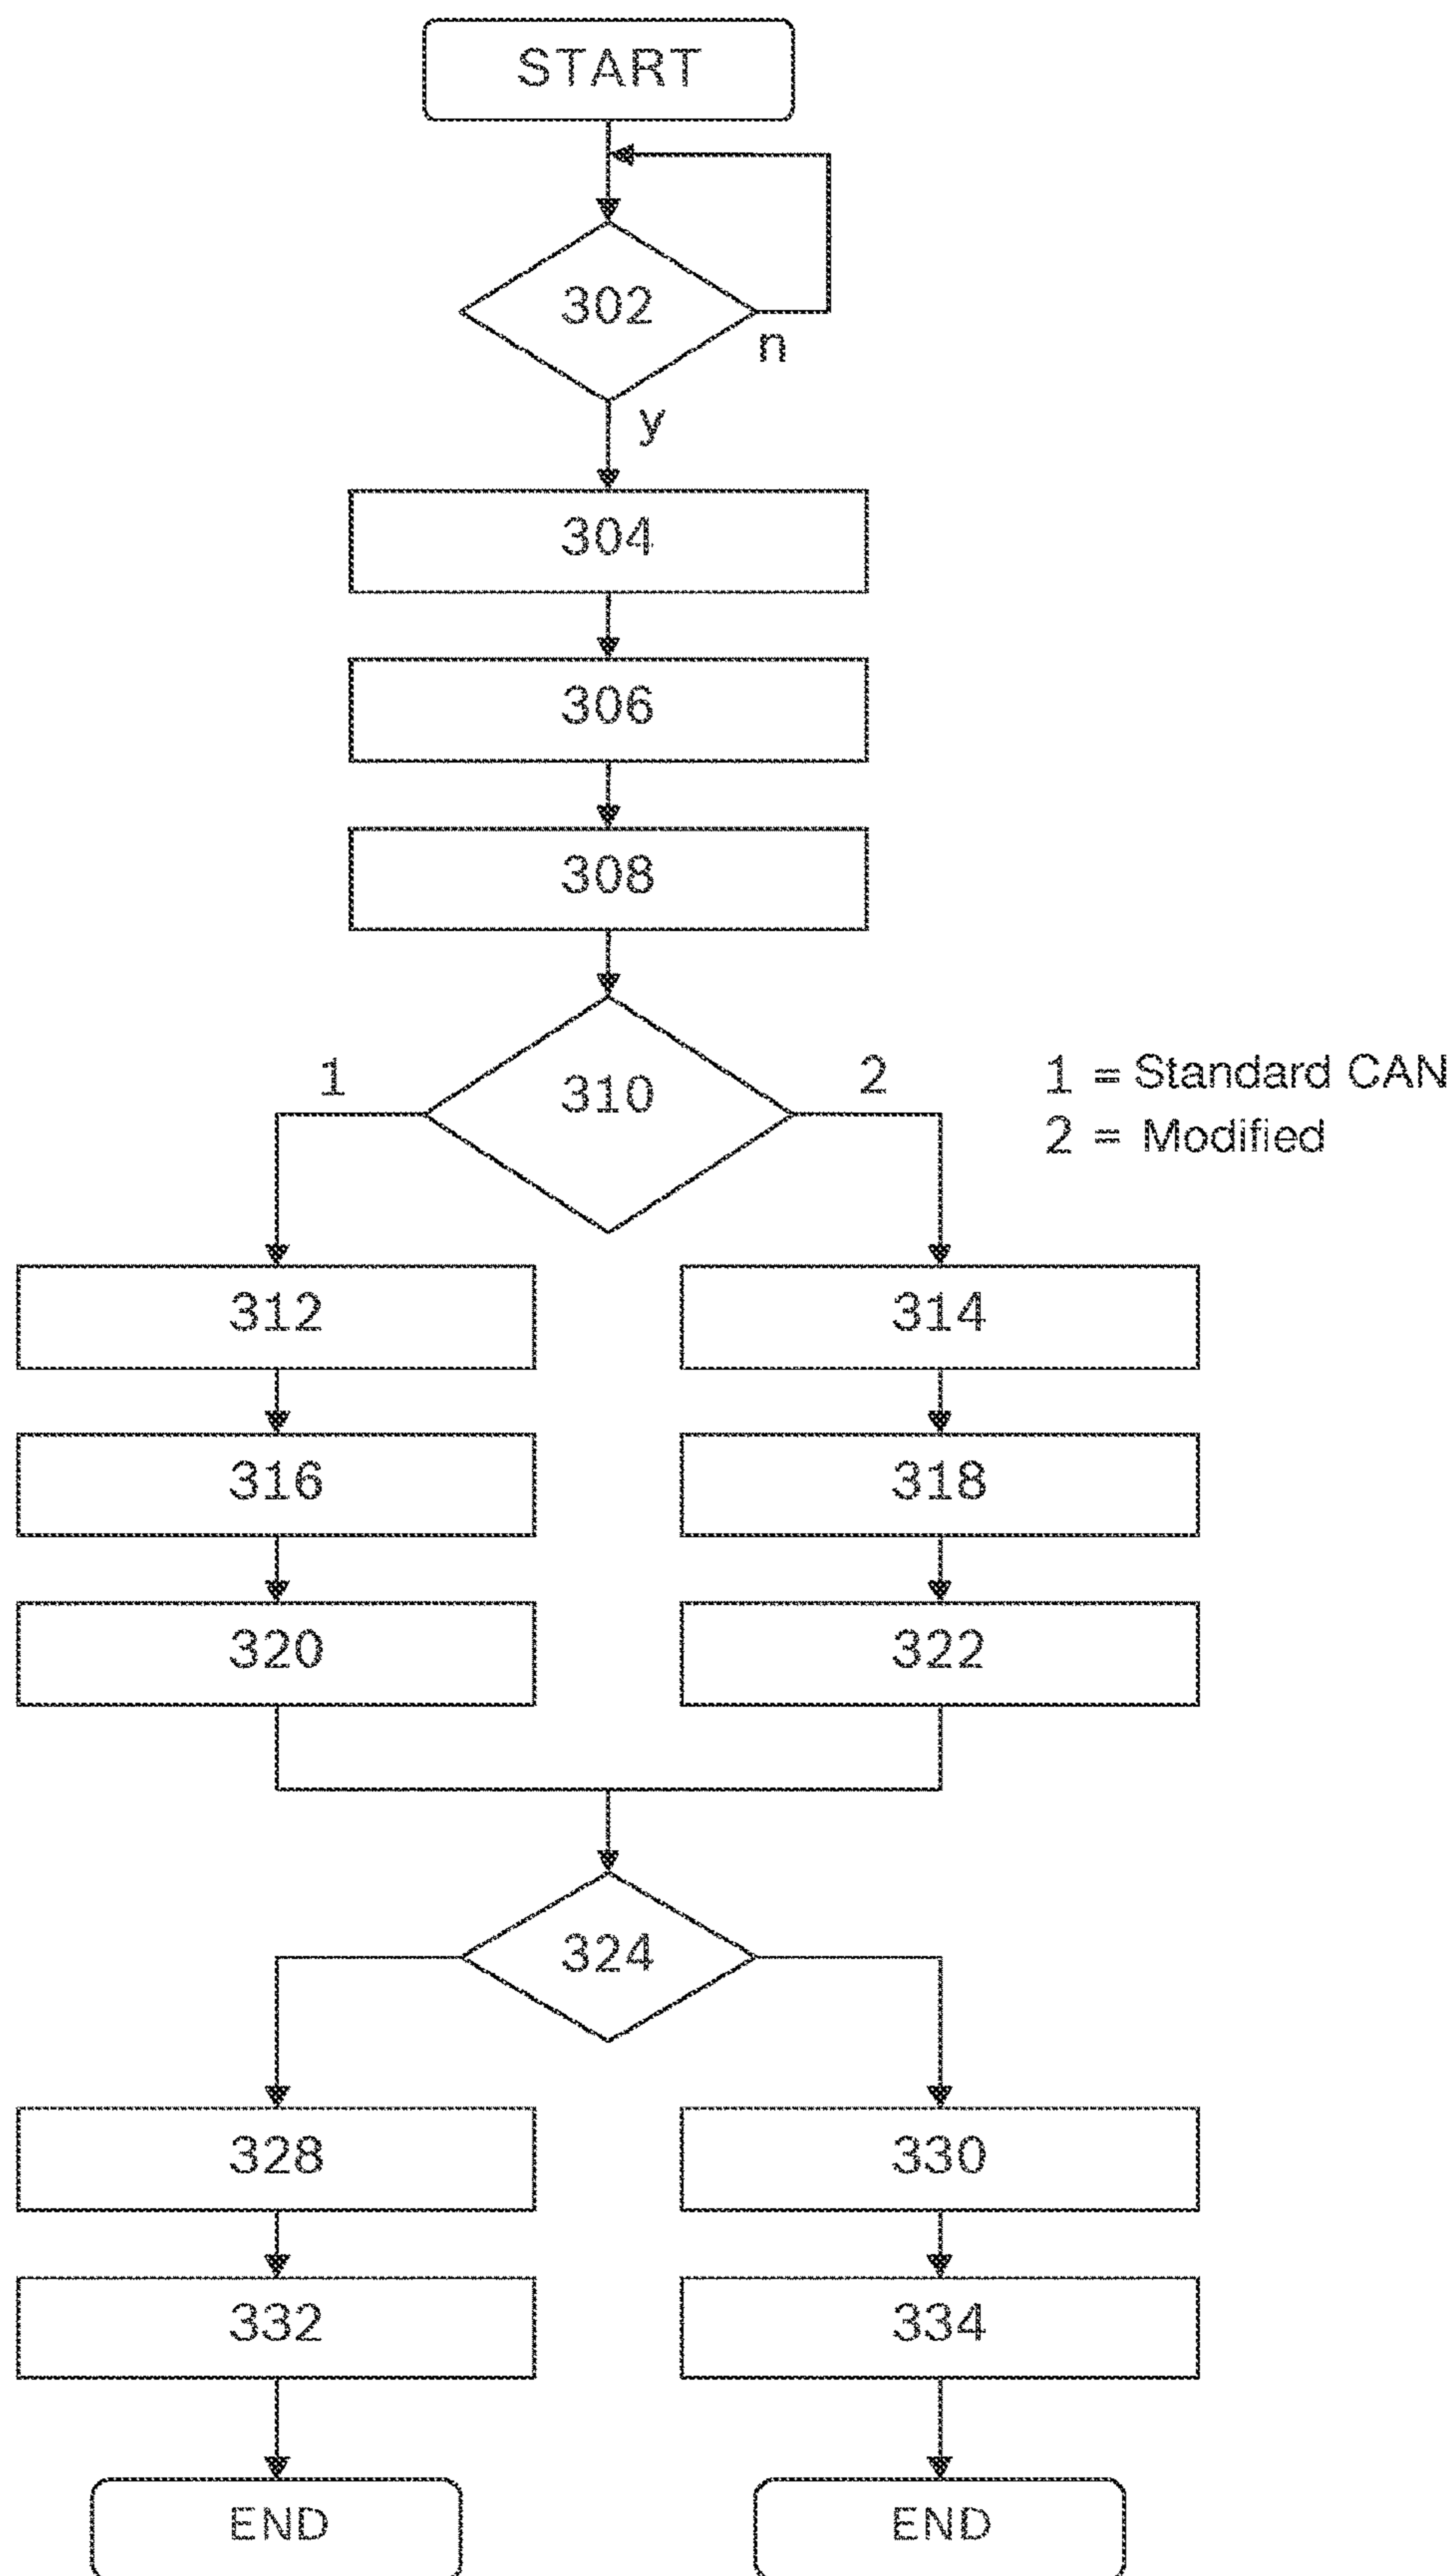 START
302
n
y
304
306
308
1
310
2
1 = Standard CAN
2 = Modified
312
314
316
318
320
322
324
328
330
332
334
END
END